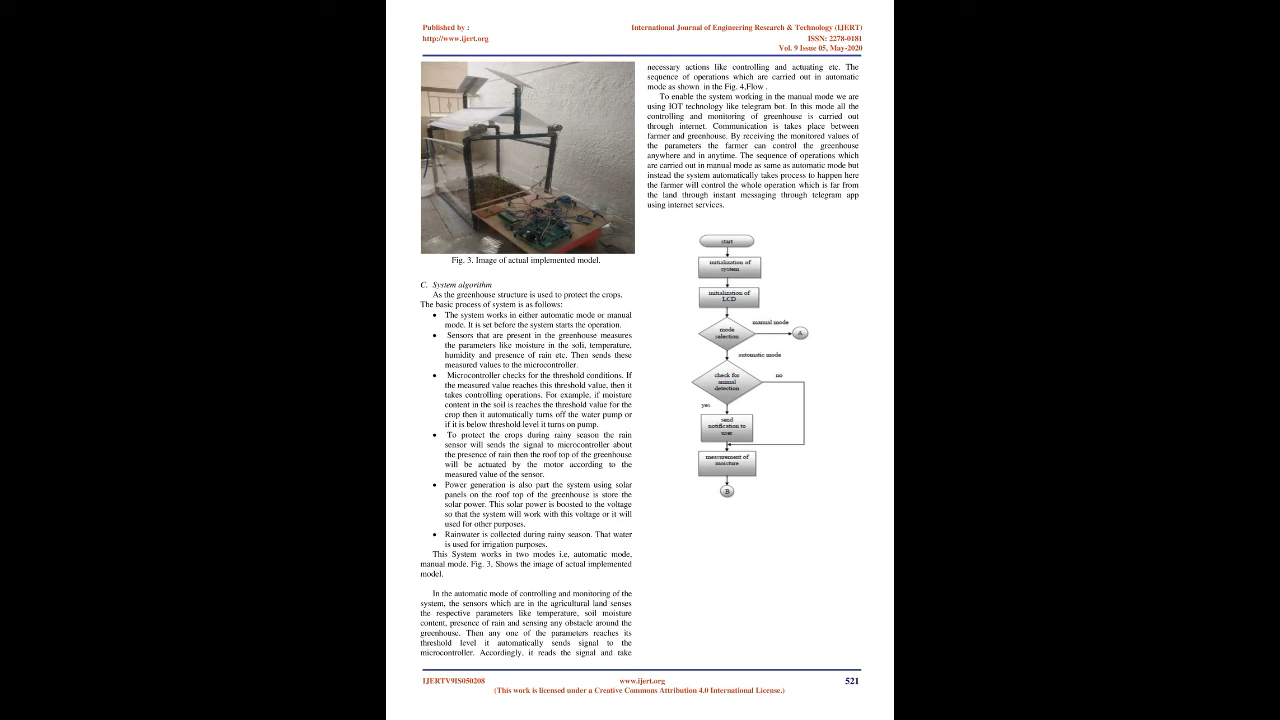 Published by :
http://www.ijert.org
International Journal of Engineering Research & Technology (IJERT)
ISSN: 2278-0181
Vol. 9 Issue 05, May-2020
Fig. 3. Image of actual implemented model.
C. System algorithm
As the greenhouse structure is used to protect the crops.
The basic process of system is as follows:
• The system works in either automatic mode or manual
mode. It is set before the system starts the operation.
• Sensors that are present in the greenhouse measures
the parameters like moisture in the soli, temperature,
humidity and presence of rain etc. Then sends these
measured values to the microcontroller.
• Microcontroller checks for the threshold conditions. If
the measured value reaches this threshold value, then it
takes controlling operations. For example, if moisture
content in the soil is reaches the threshold value for the
crop then it automatically turns off the water pump or
if it is below threshold level it turns on pump.
• To protect the crops during rainy season the rain
sensor will sends the signal to microcontroller about
the presence of rain then the roof top of the greenhouse
will be actuated by the motor according to the
measured value of the sensor.
• Power generation is also part the system using solar
panels on the roof top of the greenhouse is store the
solar power. This solar power is boosted to the voltage
so that the system will work with this voltage or it will
used for other purposes.
• Rainwater is collected during rainy season. That water
is used for irrigation purposes.
This System works in two modes i.e, automatic mode,
manual mode. Fig. 3, Shows the image of actual implemented
model.
In the automatic mode of controlling and monitoring of the
system, the sensors which are in the agricultural land senses
the respective parameters like temperature, soil moisture
content, presence of rain and sensing any obstacle around the
greenhouse. Then any one of the parameters reaches its
threshold level it automatically sends signal to the
microcontroller. Accordingly, it reads the signal and take
necessary actions like controlling and actuating etc. The
sequence of operations which are carried out in automatic
mode as shown in the Fig. 4,Flow .
To enable the system working in the manual mode we are
using IOT technology like telegram bot. In this mode all the
controlling and monitoring of greenhouse is carried out
through internet. Communication is takes place between
farmer and greenhouse. By receiving the monitored values of
the parameters the farmer can control the greenhouse
anywhere and in anytime. The sequence of operations which
are carried out in manual mode as same as automatic mode but
instead the system automatically takes process to happen here
the farmer will control the whole operation which is far from
the land through instant messaging through telegram app
using internet services.
start
initialization of
system
initialization of
LCD
mode
selection
manual mode
A
automatic mode
check for
animal
detection
no
yes
send
notification to
user
measurement of
moisture
B
IJERTV9IS050208
www.ijert.org
521
(This work is licensed under a Creative Commons Attribution 4.0 International License.)